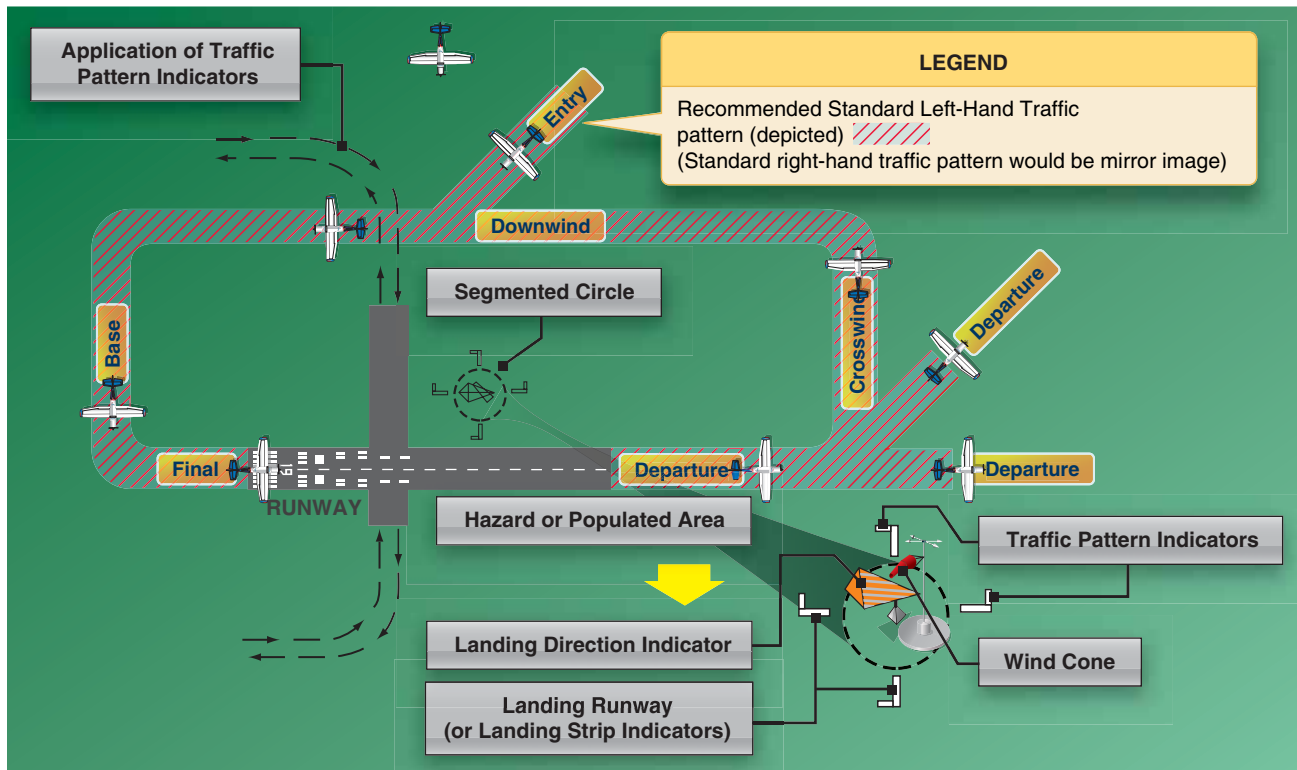 Application of Traffic
Pattern Indicators
Entry
LEGEND
Recommended Standard Left-Hand Traffic
pattern (depicted)
(Standard right-hand traffic pattern would be mirror image)
Downwind
Segmented Circle
Base
Crosswind
Departure
Final
19
RUNWAY
Departure
Departure
Hazard or Populated Area
Traffic Pattern Indicators
Landing Direction Indicator
Wind Cone
Landing Runway
(or Landing Strip Indicators)